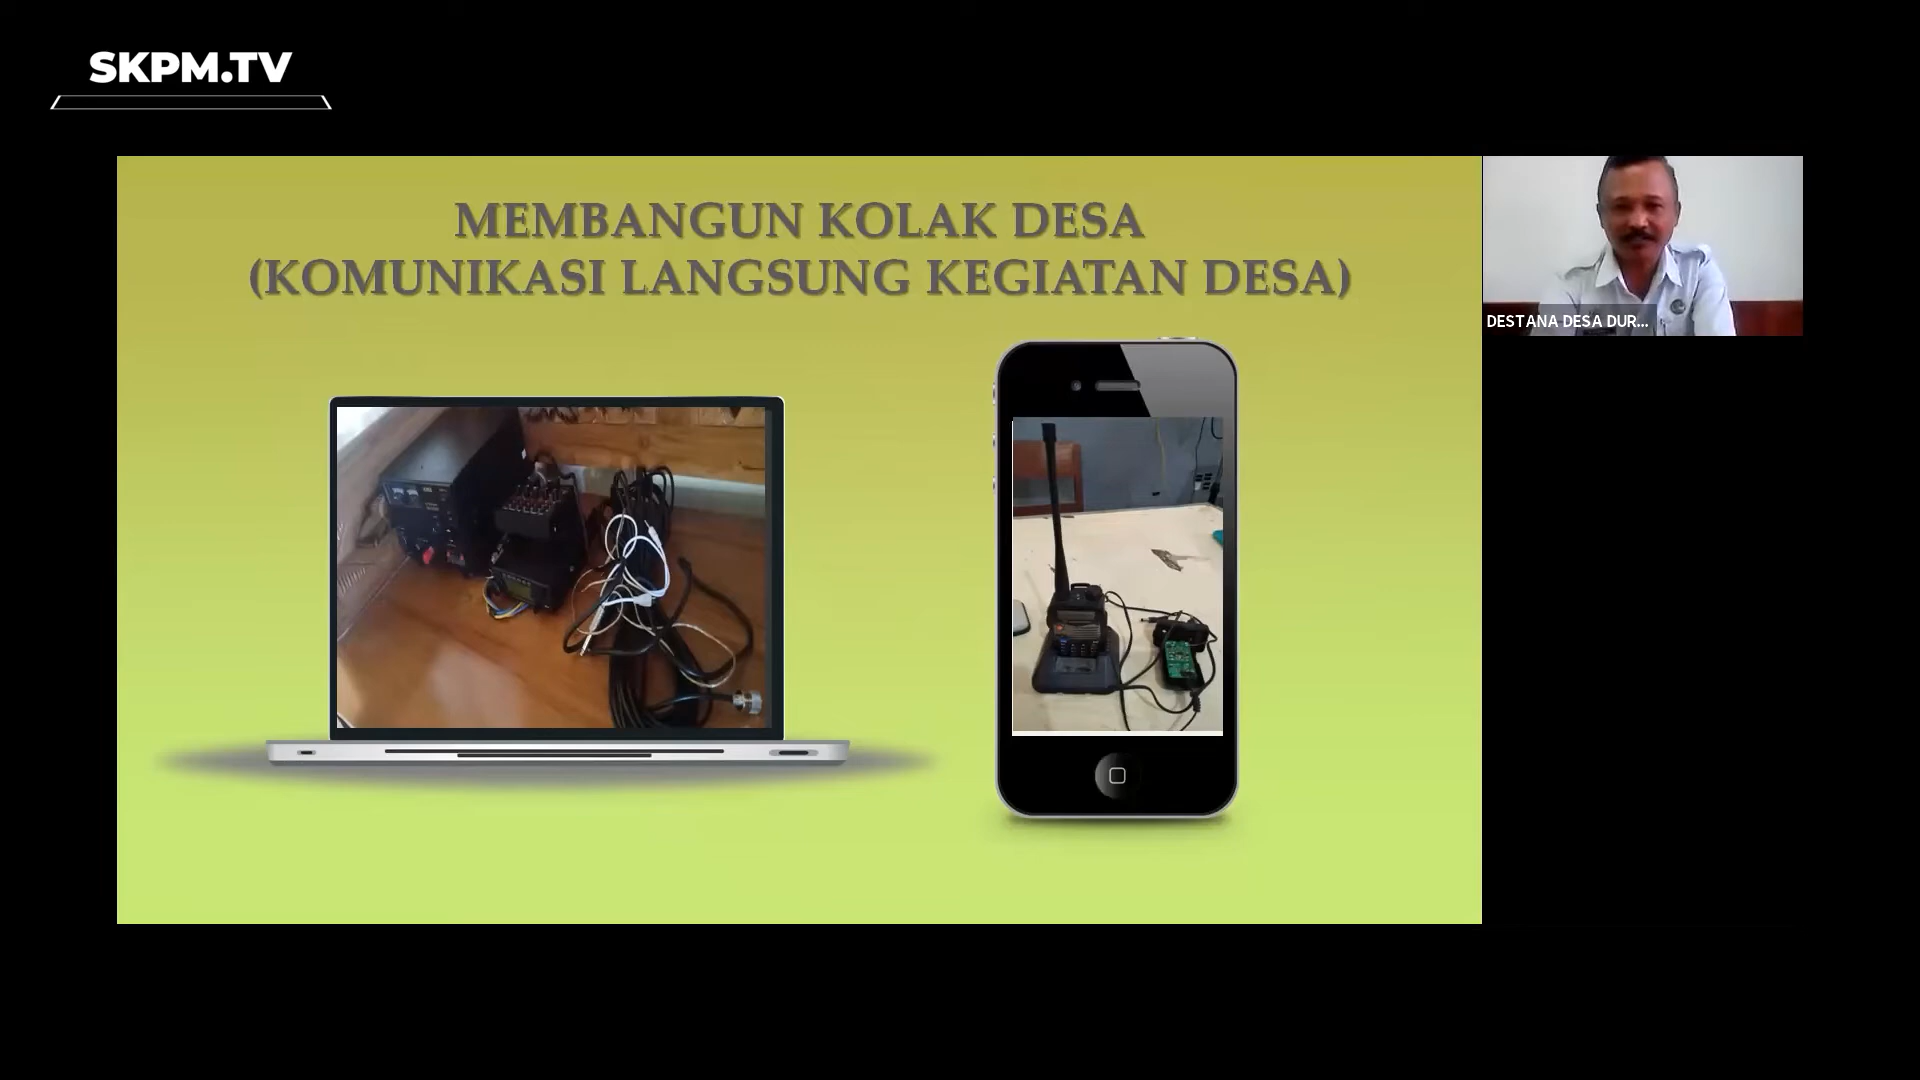 SKPM.TV
MEMBANGUN KOLAK DESA
(KOMUNIKASI LANGSUNG KEGIATAN DESA)
DESTANA DESA DUR...